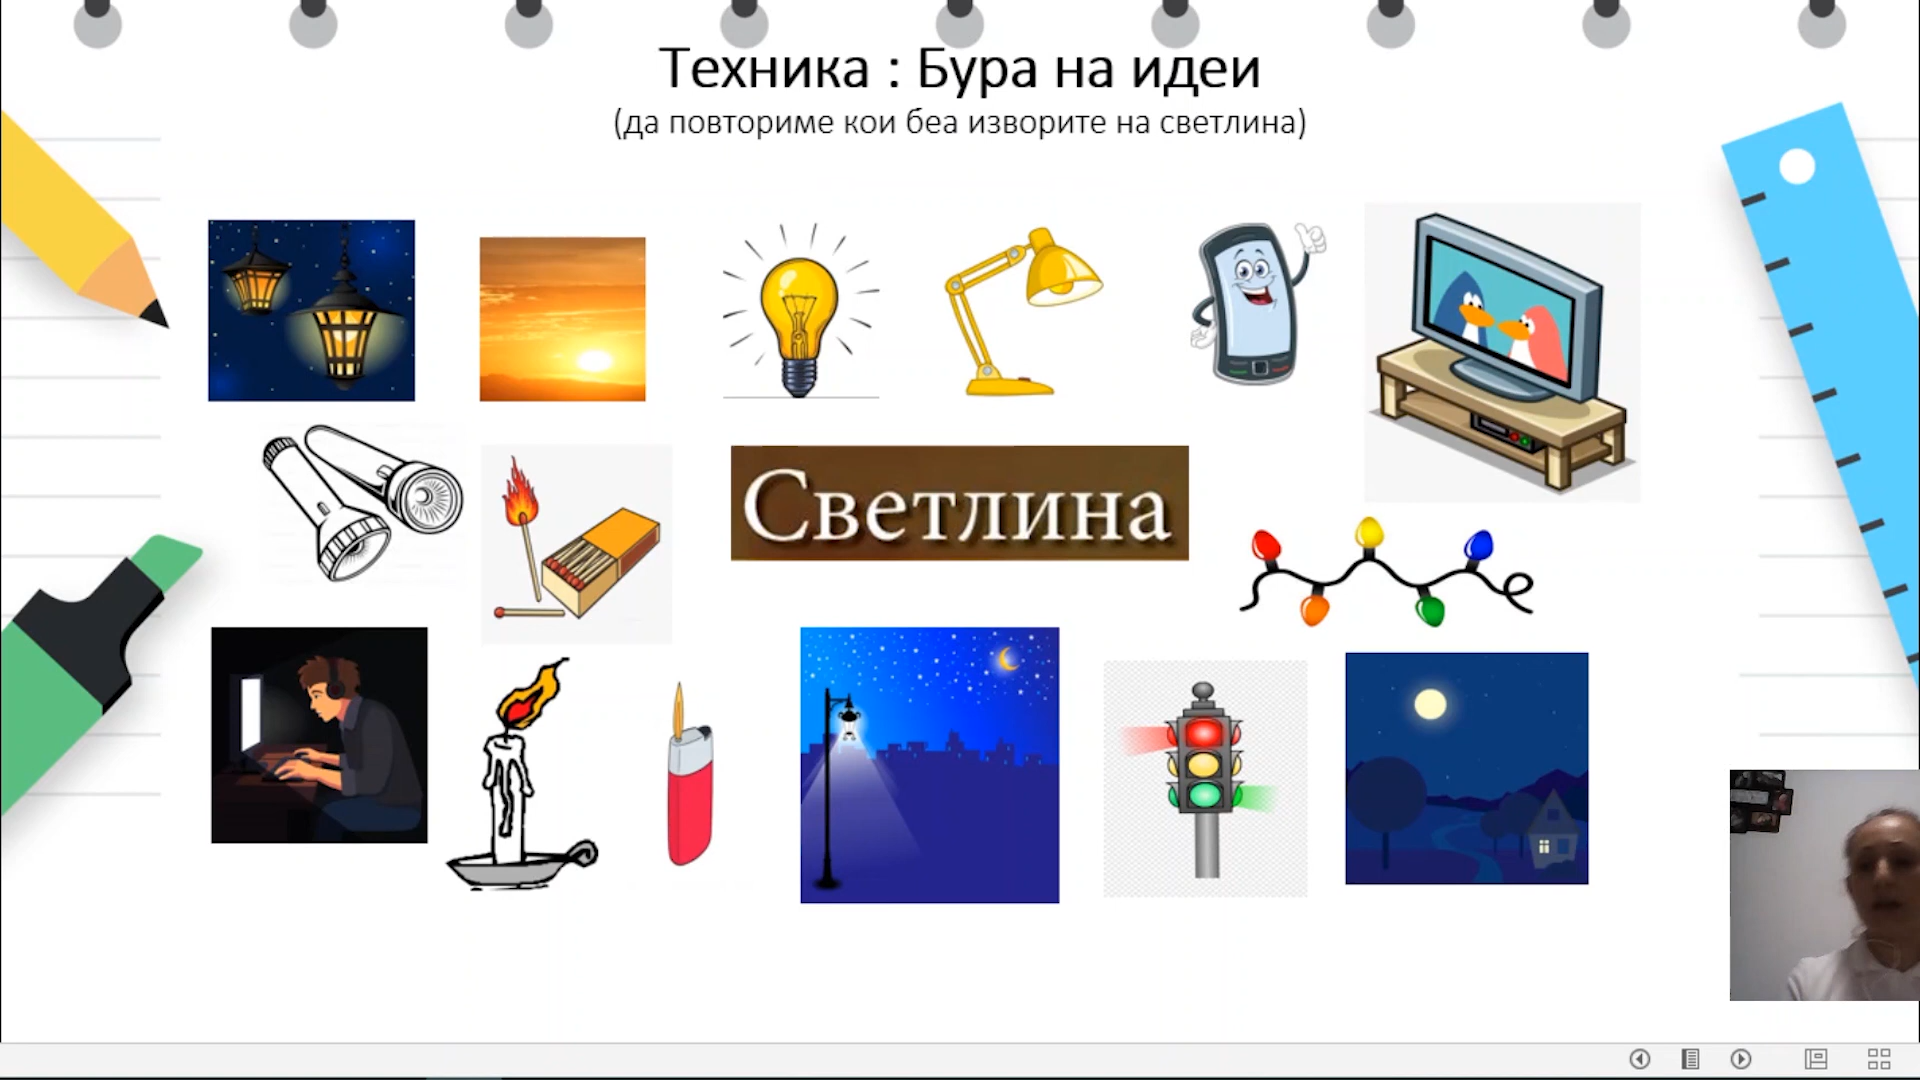 Техника : Бура на идеи
(да повториме кои беа изворите на светлина)
Светлина